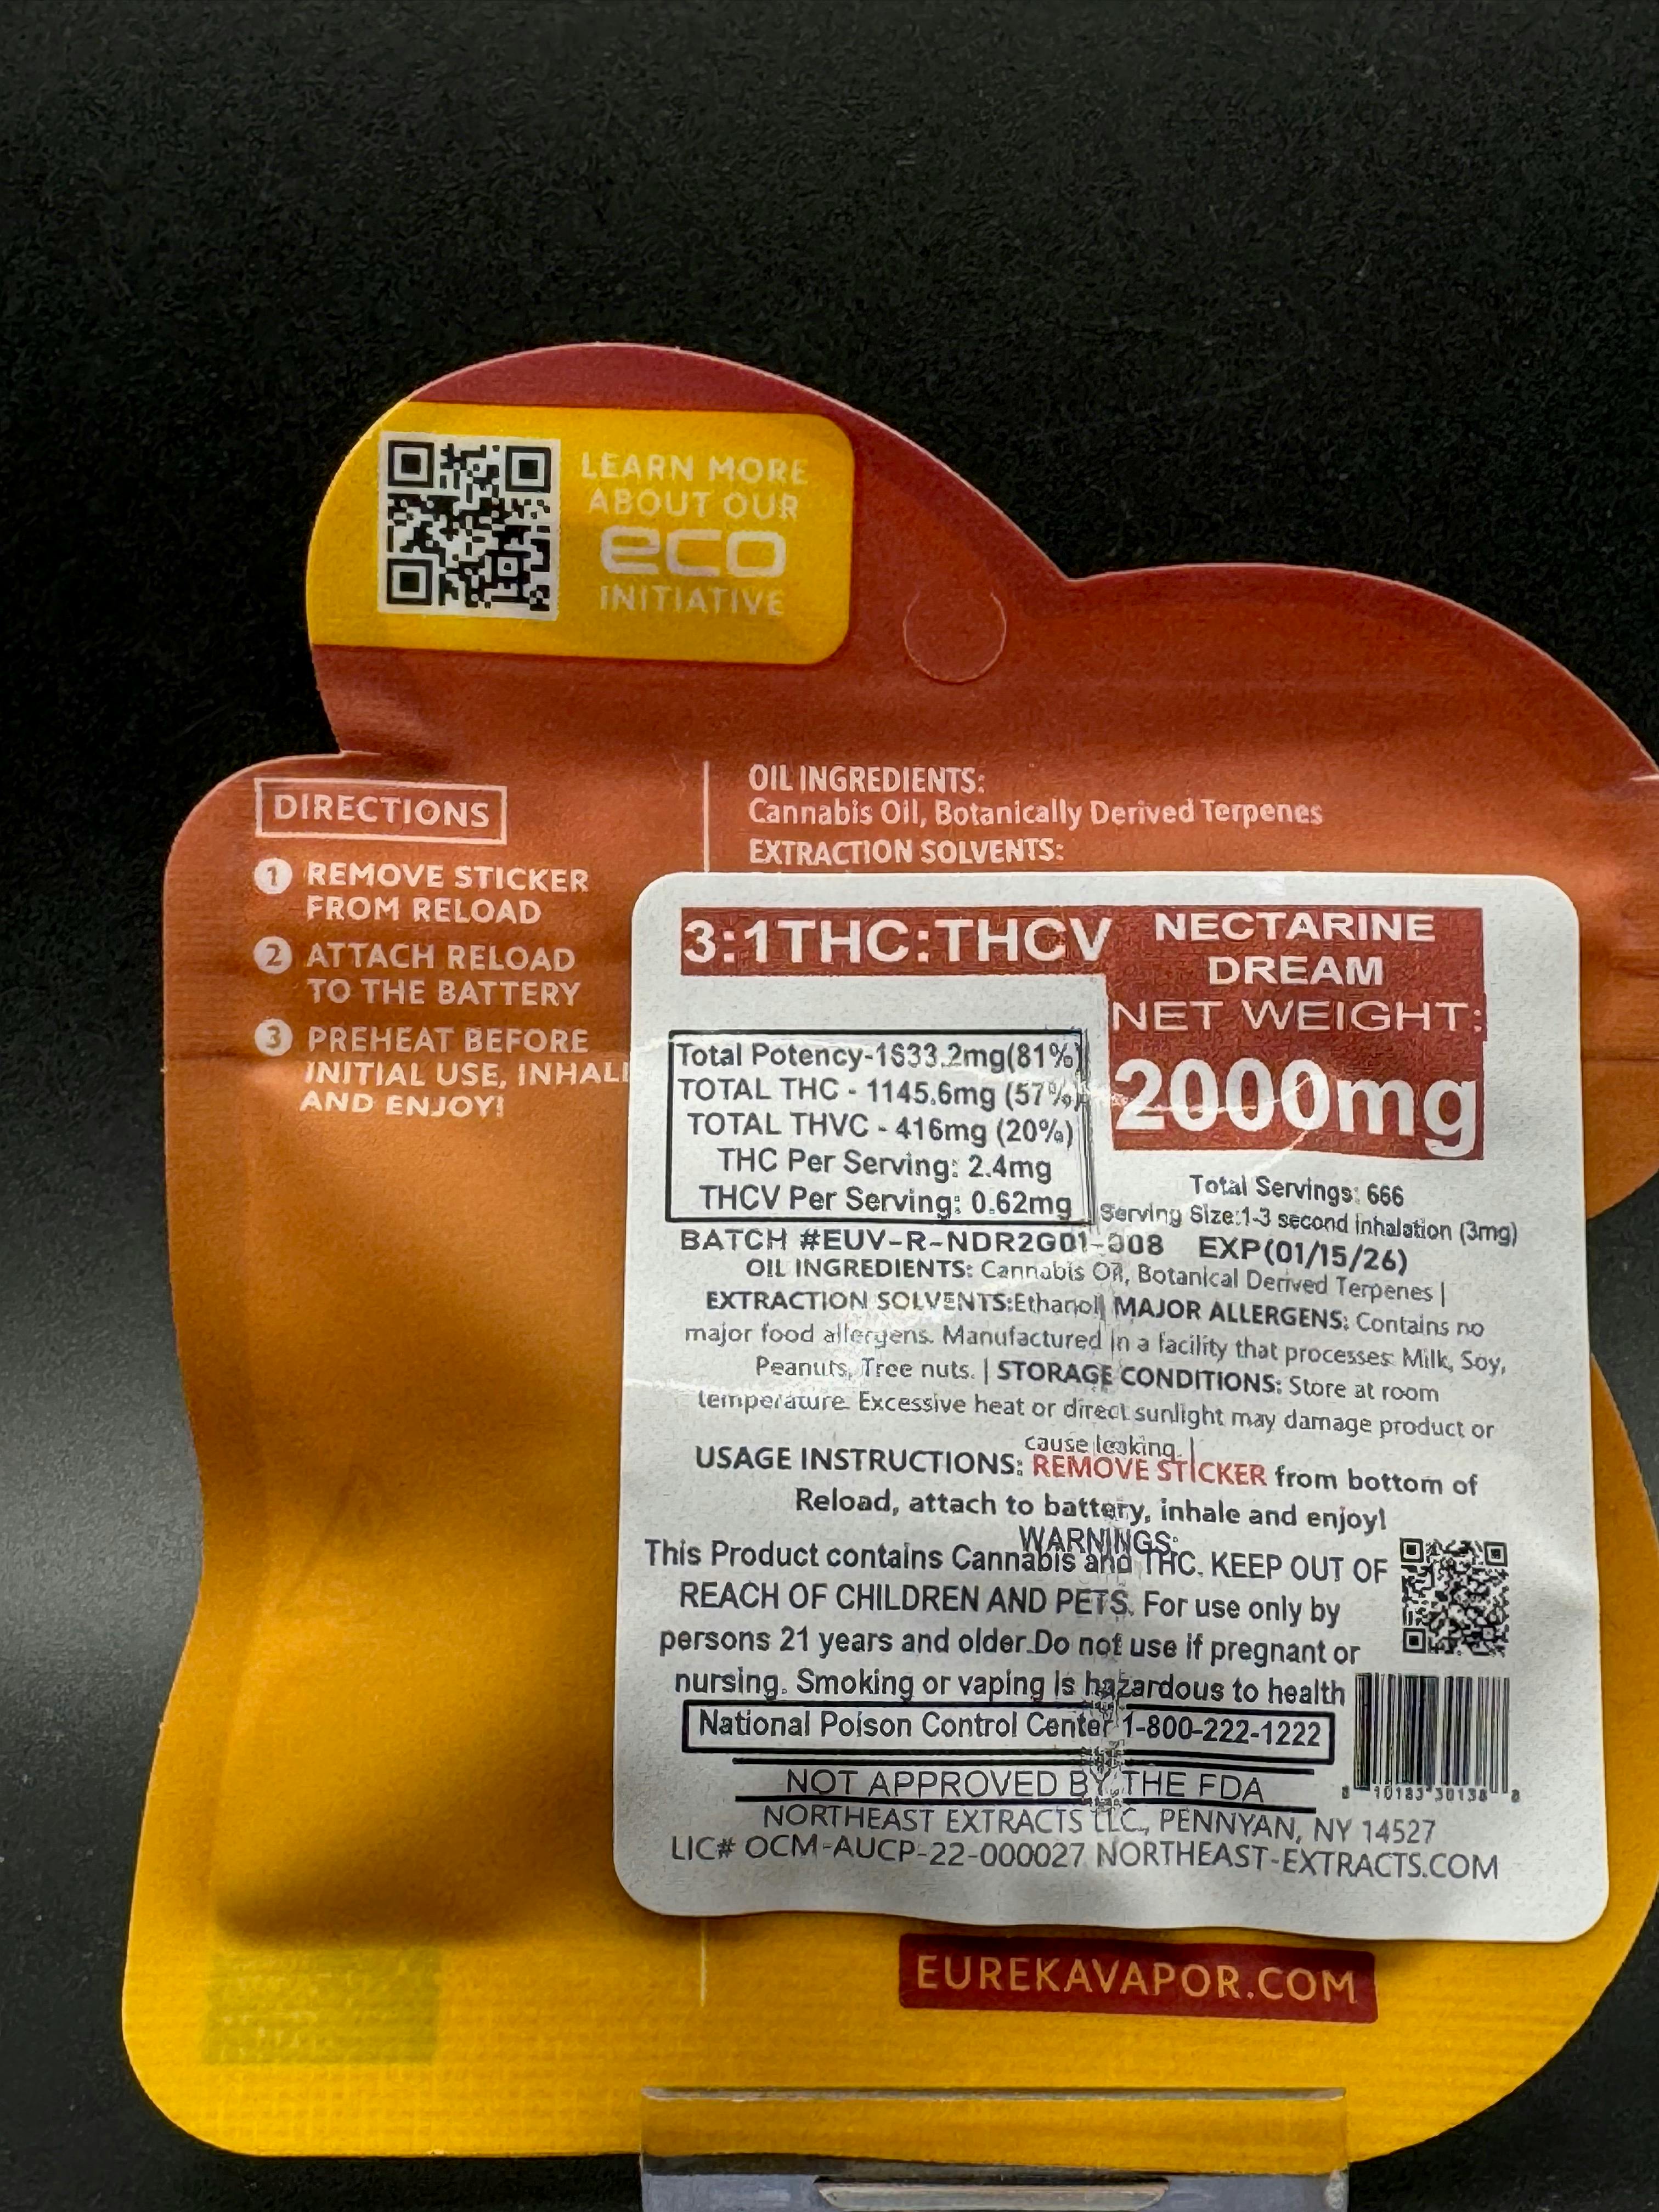 LEARN MORE
ABOUT OUR
eco
INITIATIVE
DIRECTIONS
1 REMOVE STICKER
FROM RELOAD
2 ATTACH RELOAD
TO THE BATTERY
3 PREHEAT BEFORE
INITIAL USE, INHAL
AND ENJOY!
OIL INGREDIENTS:
Cannabis Oil, Botanically Derived Terpenes
EXTRACTION SOLVENTS:
3:1THC:THCV
NECTARINE
DREAM
NET WEIGHT:
2000mg
Total Potency-1633.2mg(81%)
TOTAL THC - 1145.6mg (57%)
TOTAL THVC - 416mg (20%)
THC Per Serving: 2.4mg
THCV Per Serving: 0.62mg
Total Servings: 666
Serving Size:1-3 second inhalation (3mg)
BATCH #EUV-R-NDR2G01-008 EXP(01/15/26)
OIL INGREDIENTS: Cannabis Oil, Botanical Derived Terpenes |
EXTRACTION SOLVENTS:Ethanol| MAJOR ALLERGENS: Contains no
major food allergens. Manufactured in a facility that processes: Milk, Soy,
Peanuts, Tree nuts. | STORAGE CONDITIONS: Store at room
temperature. Excessive heat or direct sunlight may damage product or
cause leaking. |
USAGE INSTRUCTIONS: REMOVE STICKER from bottom of
Reload, attach to battery, inhale and enjoy!
WARNINGS:
This Product contains Cannabis and THC. KEEP OUT OF
REACH OF CHILDREN AND PETS. For use only by
persons 21 years and older.Do not use if pregnant or
nursing. Smoking or vaping is hazardous to health
National Poison Control Center 1-800-222-1222
NOT APPROVED BY THE FDA
NORTHEAST EXTRACTS LLC, PENNYAN, NY 14527
LIC# OCM-AUCP-22-000027 NORTHEAST-EXTRACTS.COM
EUREKAVAPOR.COM